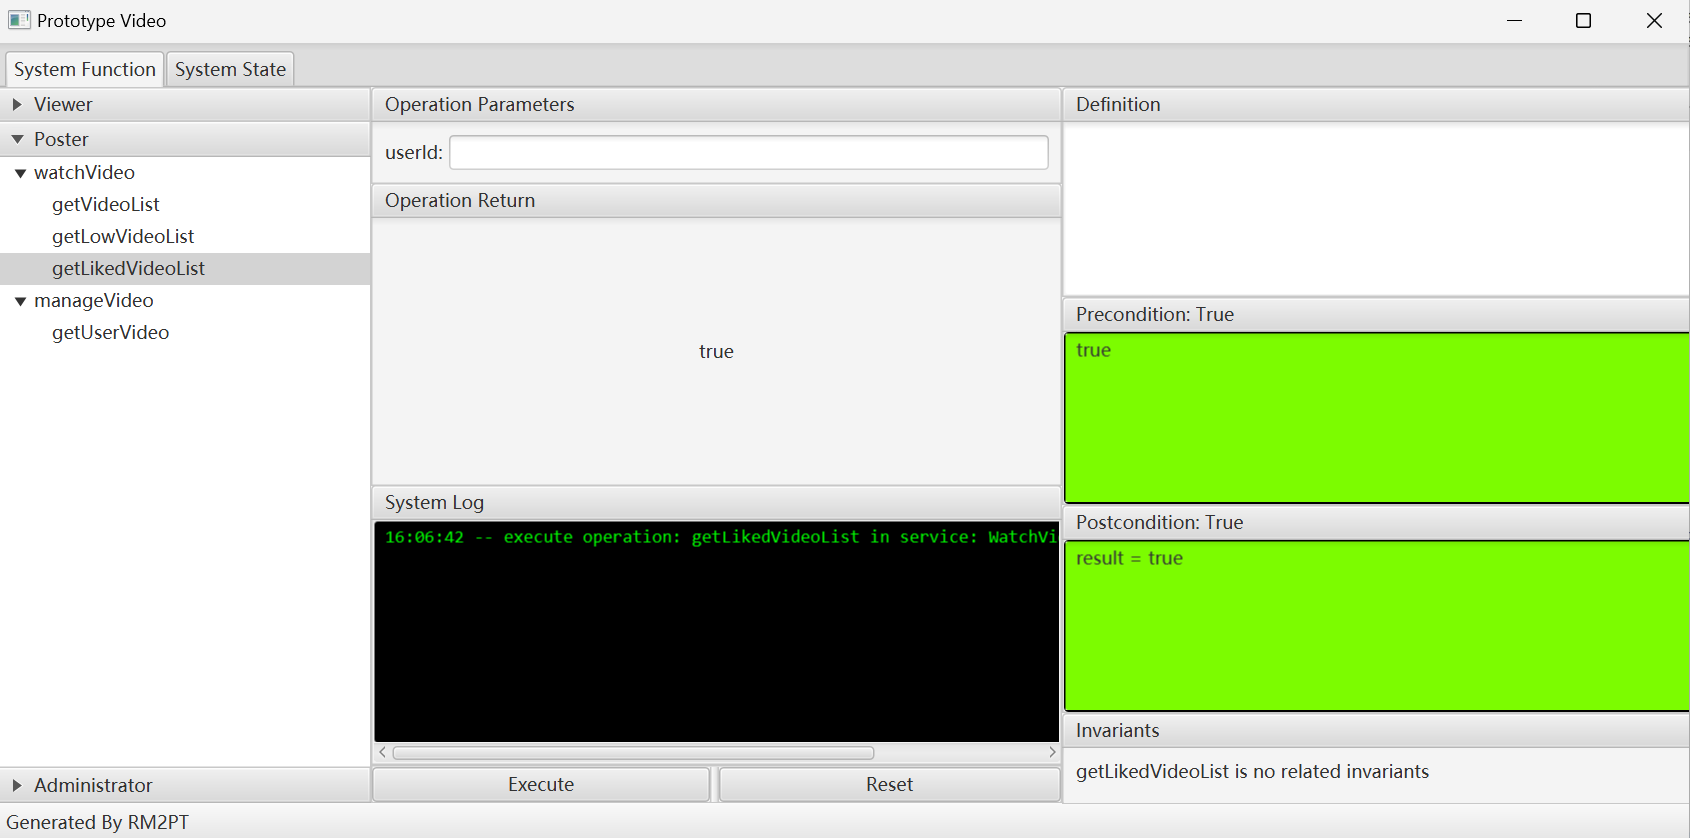 Prototype Video
System Function
System State
Viewer
Poster
watchVideo
getVideoList
getLowVideoList
getLikedVideoList
manageVideo
getUserVideo
Administrator
Operation Parameters
userId:
Operation Return
true
System Log
16:06:42 -- execute operation: getLikedVideoList in service: WatchVi
Execute
Reset
Definition
Precondition: True
true
Postcondition: True
result = true
Invariants
getLikedVideoList is no related invariants
Generated By RM2PT